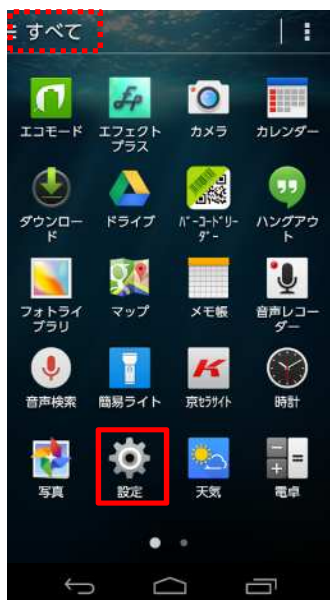 すべて
エコモード
エフェクト
プラス
カメラ
カレンダー
ダウンロー
ド
ドライブ
バーコードリー
ダー
ハングアウ
ト
フォトライ
ブラリ
マップ
メモ帳
音声レコー
ダー
音声検索
簡易ライト
京セラサイト
時計
写真
設定
天気
電卓